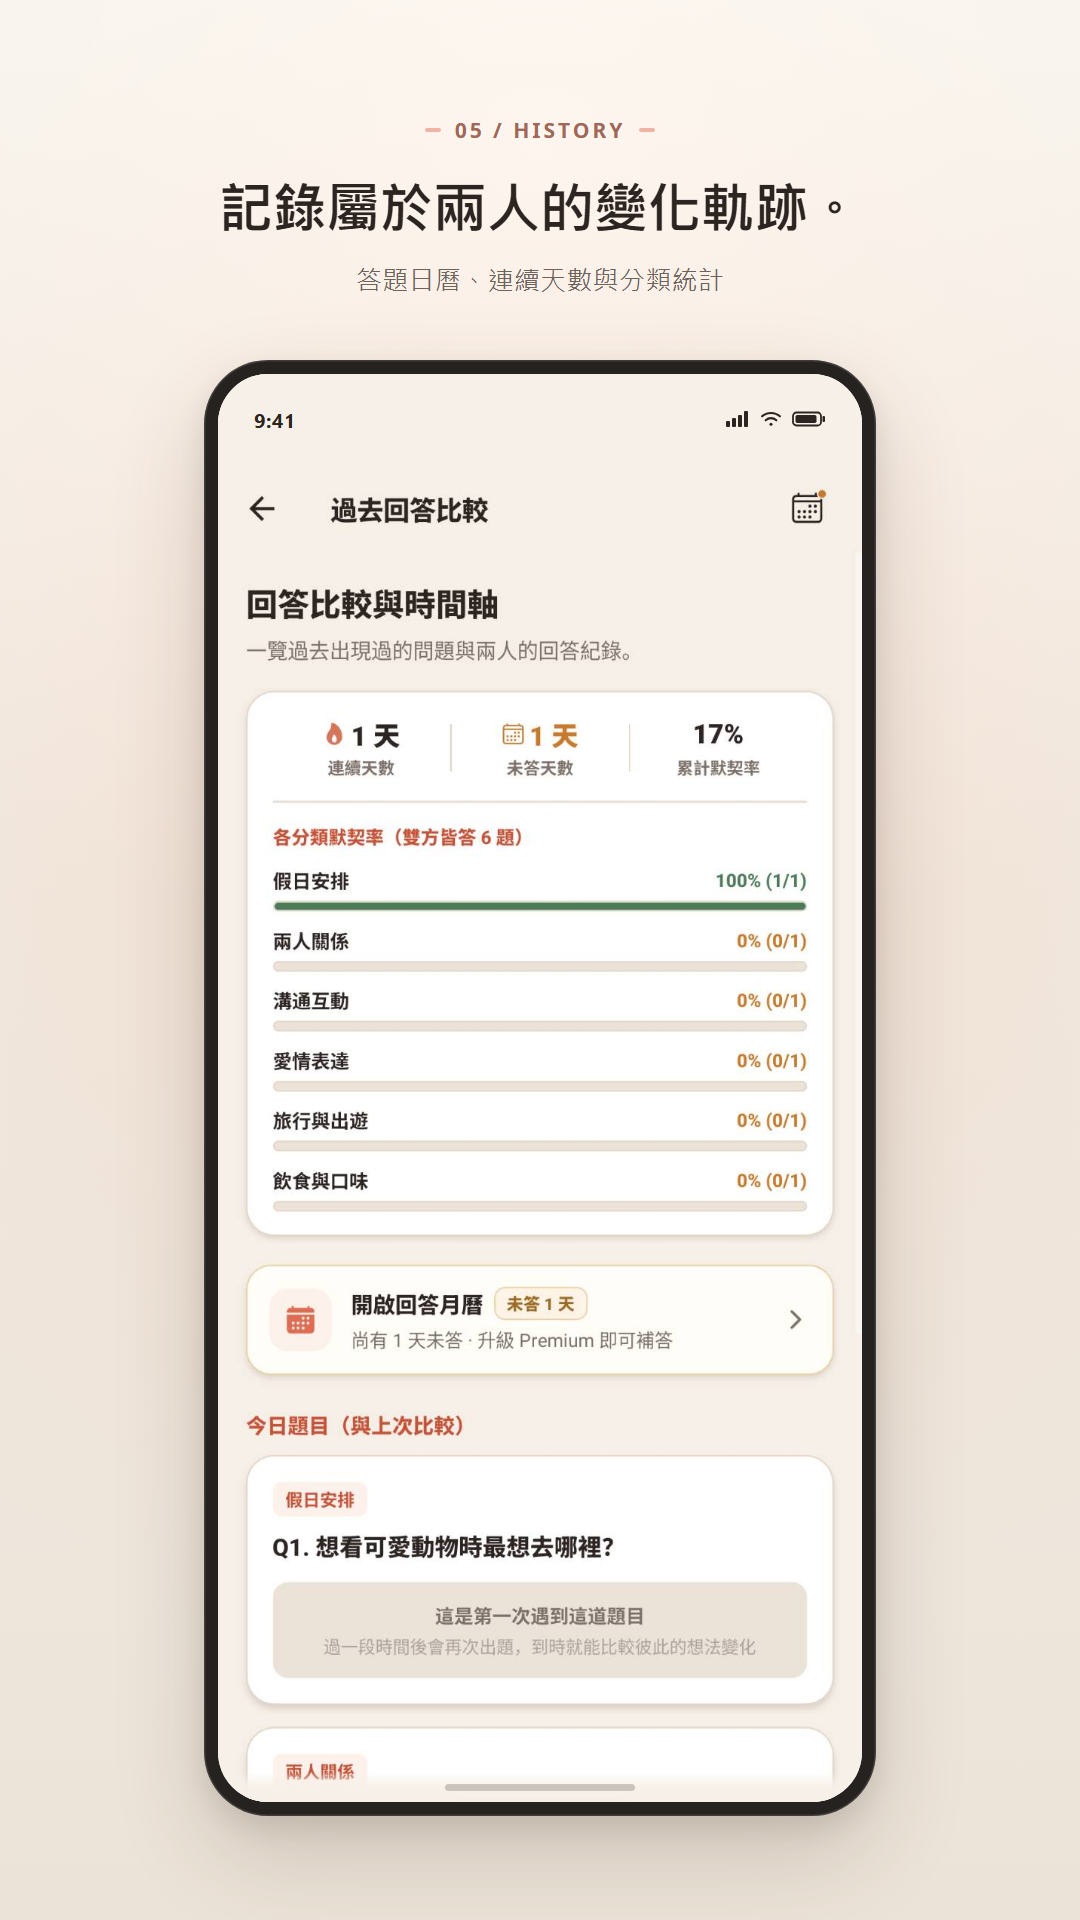 05 / HISTORY
記錄屬於兩人的變化軌跡。
答題日曆、連續天數與分類統計
9:41
過去回答比較
回答比較與時間軸
一覽過去出現過的問題與兩人的回答紀錄。
1 天
連續天數
1 天
未答天數
17%
累計默契率
各分類默契率（雙方皆答 6 題）
假日安排 100% (1/1)
兩人關係 0% (0/1)
溝通互動 0% (0/1)
愛情表達 0% (0/1)
旅行與出遊 0% (0/1)
飲食與口味 0% (0/1)
開啟回答月曆 未答 1 天
尚有 1 天未答 · 升級 Premium 即可補答
今日題目（與上次比較）
假日安排
Q1. 想看可愛動物時最想去哪裡?
這是第一次遇到這道題目
過一段時間後會再次出題，到時就能比較彼此的想法變化
兩人關係